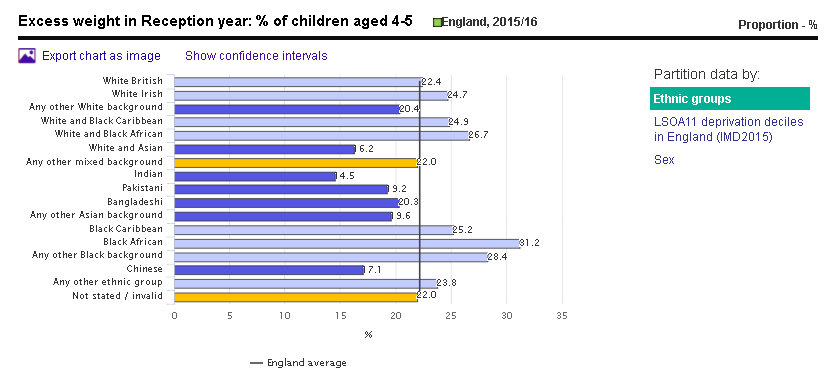 Excess weight in Reception year: % of children aged 4-5
England, 2015/16
Proportion - %
Export chart as image
Show confidence intervals
Partition data by:
Ethnic groups
LSOA11 deprivation deciles
in England (IMD2015)
Sex
White British 22.4
White Irish 24.7
Any other White background 20.4
White and Black Caribbean 24.9
White and Black African 26.7
White and Asian 6.2
Any other mixed background 22.0
Indian 4.5
Pakistani 9.2
Bangladeshi 20.3
Any other Asian background 9.6
Black Caribbean 25.2
Black African 31.2
Any other Black background 28.4
Chinese 7.1
Any other ethnic group 23.8
Not stated / invalid 22.0
0 5 10 15 20 25 30 35
%
England average